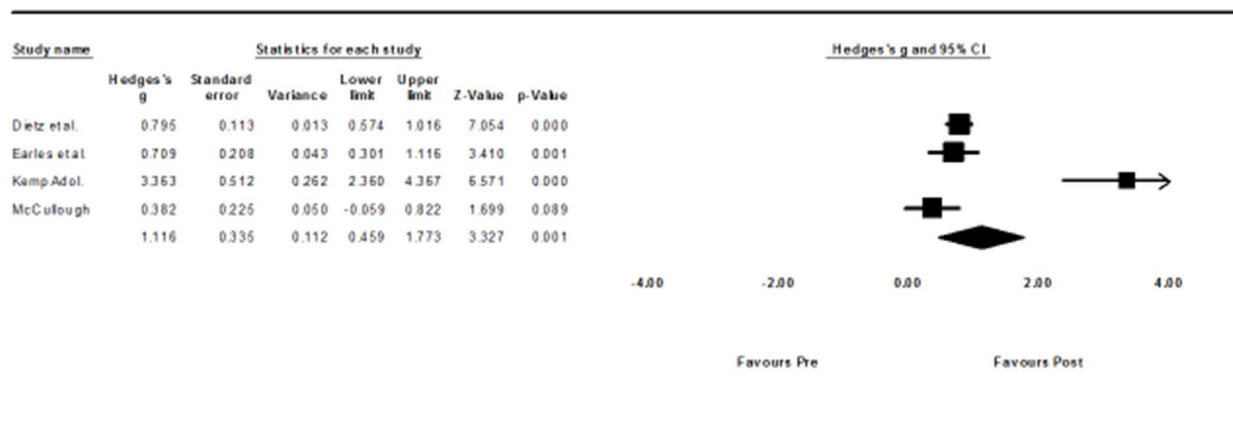 Study name Statistics for each study Hedges's g and 95% CI
Hedges's Standard Lower Upper
g error Variance limit limit Z-Value p-Value
Dietz et al. 0.795 0.113 0.013 0.574 1.016 7.054 0.000
Earles et al. 0.709 0.208 0.043 0.301 1.116 3.410 0.001
Kemp Adol. 3.363 0.512 0.262 2.360 4.367 6.571 0.000
McCullough 0.382 0.225 0.050 -0.059 0.822 1.699 0.089
1.116 0.335 0.112 0.459 1.773 3.327 0.001
-4.00 -2.00 0.00 2.00 4.00
Favours Pre Favours Post